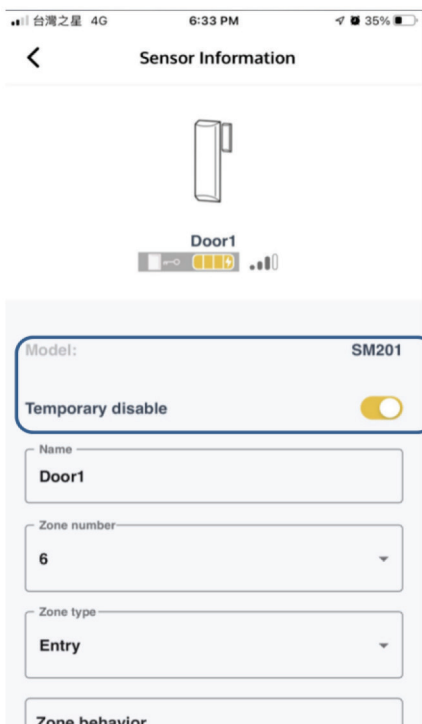 台灣之星 4G 6:33 PM 35%
Sensor Information
Door1
Model: SM201
Temporary disable
Name
Door1
Zone number
6
Zone type
Entry
Zone behavior